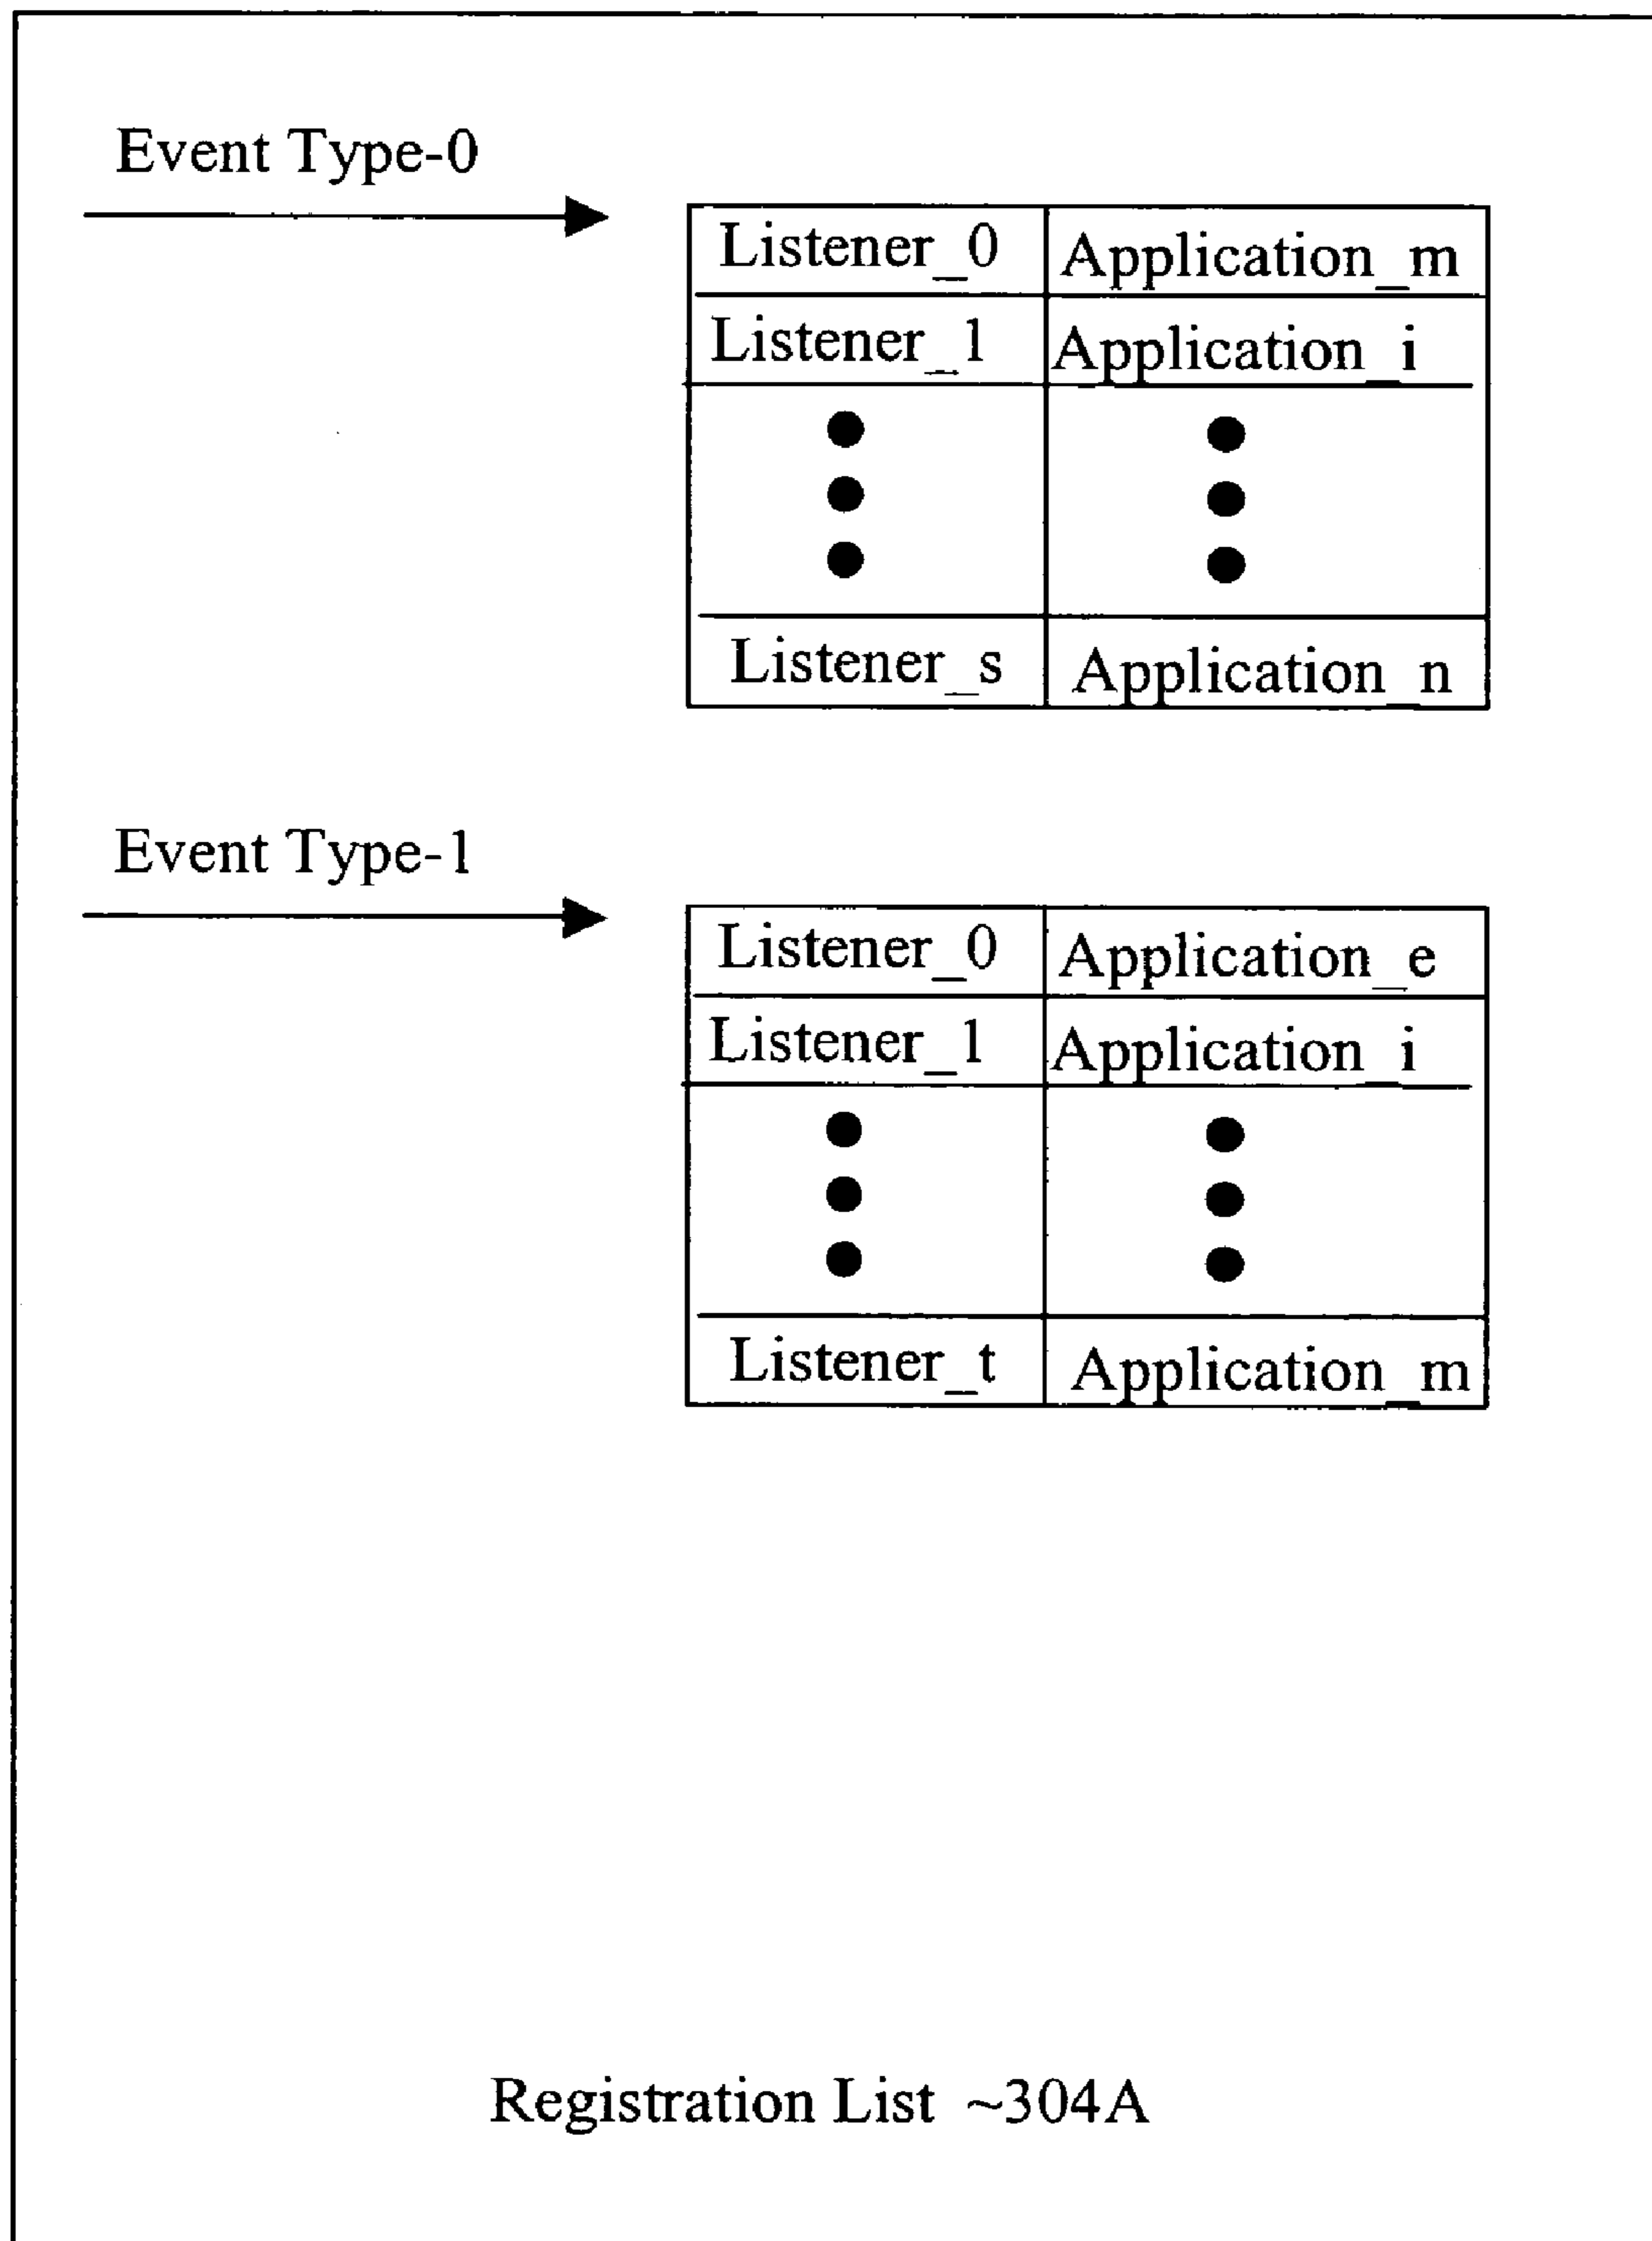 Event Type-0
Listener_0 Application_m
Listener_1 Application_i
Listener_s Application_n
Event Type-1
Listener_0 Application_e
Listener_1 Application_i
Listener_t Application_m
Registration List ~304A